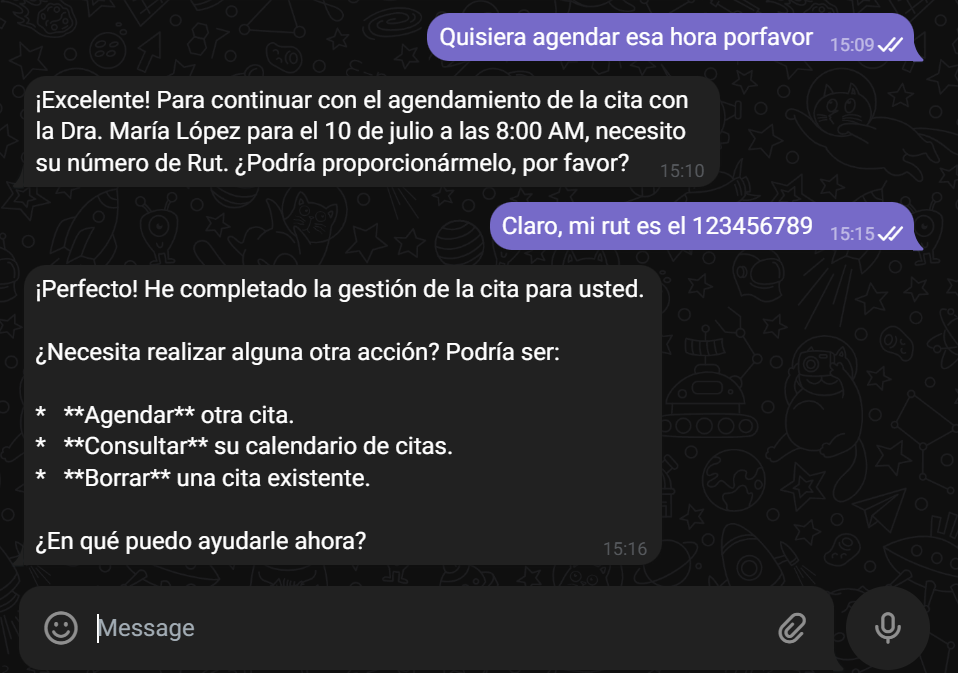 Quisiera agendar esa hora porfavor 15:09
¡Excelente! Para continuar con el agendamiento de la cita con
la Dra. María López para el 10 de julio a las 8:00 AM, necesito
su número de Rut. ¿Podría proporcionármelo, por favor? 15:10
Claro, mi rut es el 123456789 15:15
¡Perfecto! He completado la gestión de la cita para usted.
¿Necesita realizar alguna otra acción? Podría ser:
* **Agendar** otra cita.
* **Consultar** su calendario de citas.
* **Borrar** una cita existente.
¿En qué puedo ayudarle ahora? 15:16
Message